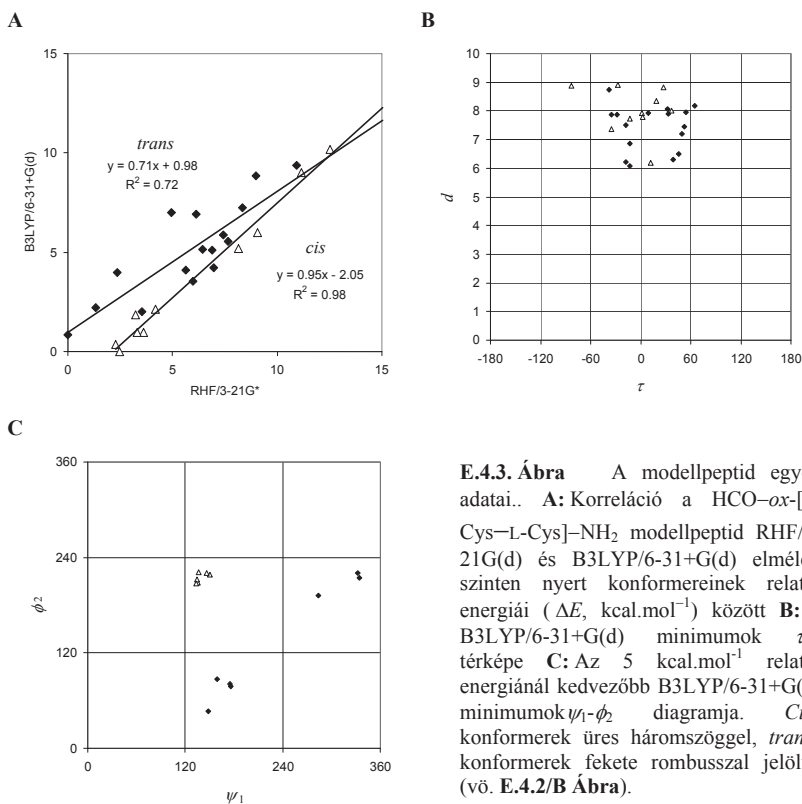 A
B3LYP/6-31+G(d)
15
10
5
0
trans
y = 0.71x + 0.98
R² = 0.72
cis
y = 0.95x - 2.05
R² = 0.98
0 5 10 15
RHF/3-21G*
B
d
10
9
8
7
6
5
4
3
2
1
0
-180 -120 -60 0 60 120 180
τ
C
ϕ₂
360
240
120
0
0 120 240 360
ψ₁
E.4.3. Ábra A modellpeptid egy
adatai.. A: Korreláció a HCO–ox-[
Cys–L-Cys]–NH₂ modellpeptid RHF/
21G(d) és B3LYP/6-31+G(d) elméle
szinten nyert konformereinek relat
energiái ( ΔE, kcal.mol⁻¹) között B:
B3LYP/6-31+G(d) minimumok τ
térképe C: Az 5 kcal.mol⁻¹ relat
energiánál kedvezőbb B3LYP/6-31+G(
minimumok ψ₁-ϕ₂ diagramja. Ci
konformerek üres háromszöggel, tran
konformerek fekete rombusszal jelöl
(vö. E.4.2/B Ábra).